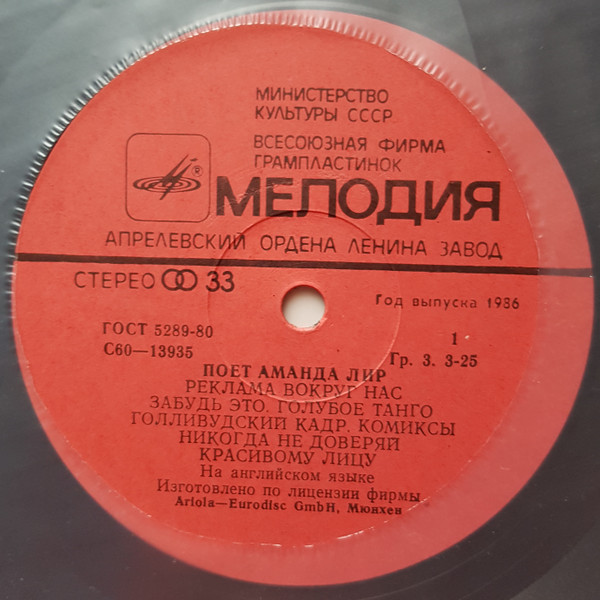 МИНИСТЕРСТВО
КУЛЬТУРЫ СССР
ВСЕСОЮЗНАЯ ФИРМА
ГРАМПЛАСТИНОК
®
МЕЛОДИЯ
АПРЕЛЕВСКИЙ ОРДЕНА ЛЕНИНА ЗАВОД
СТЕРЕО 33
Год выпуска 1986
ГОСТ 5289-80
1
С60—13935
Гр. 3. 3-25
ПОЕТ АМАНДА ЛИР
РЕКЛАМА ВОКРУГ НАС
ЗАБУДЬ ЭТО. ГОЛУБОЕ ТАНГО
ГОЛЛИВУДСКИЙ КАДР. КОМИКСЫ
НИКОГДА НЕ ДОВЕРЯЙ
КРАСИВОМУ ЛИЦУ
На английском языке
Изготовлено по лицензии фирмы
Ariola—Eurodisc GmbH, Мюнхен